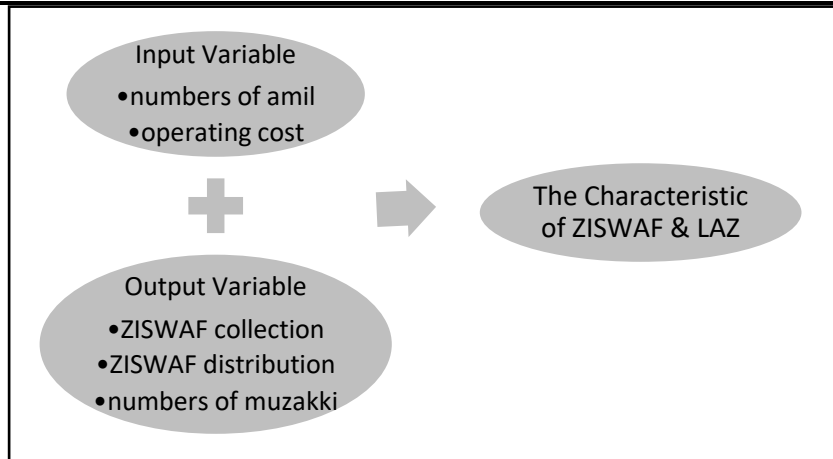 Input Variable
•numbers of amil
•operating cost
Output Variable
•ZISWAF collection
•ZISWAF distribution
•numbers of muzakki
The Characteristic
of ZISWAF & LAZ